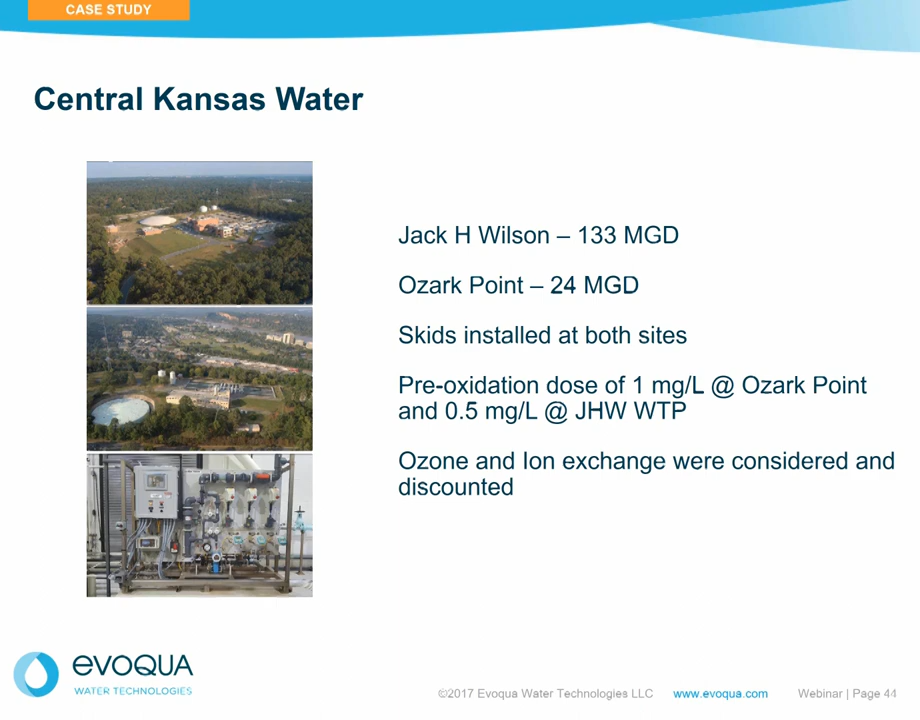 CASE STUDY
Central Kansas Water
Jack H Wilson – 133 MGD
Ozark Point – 24 MGD
Skids installed at both sites
Pre-oxidation dose of 1 mg/L @ Ozark Point
and 0.5 mg/L @ JHW WTP
Ozone and Ion exchange were considered and
discounted
evoQUA
WATER TECHNOLOGIES
©2017 Evoqua Water Technologies LLC www.evoqua.com Webinar | Page 44